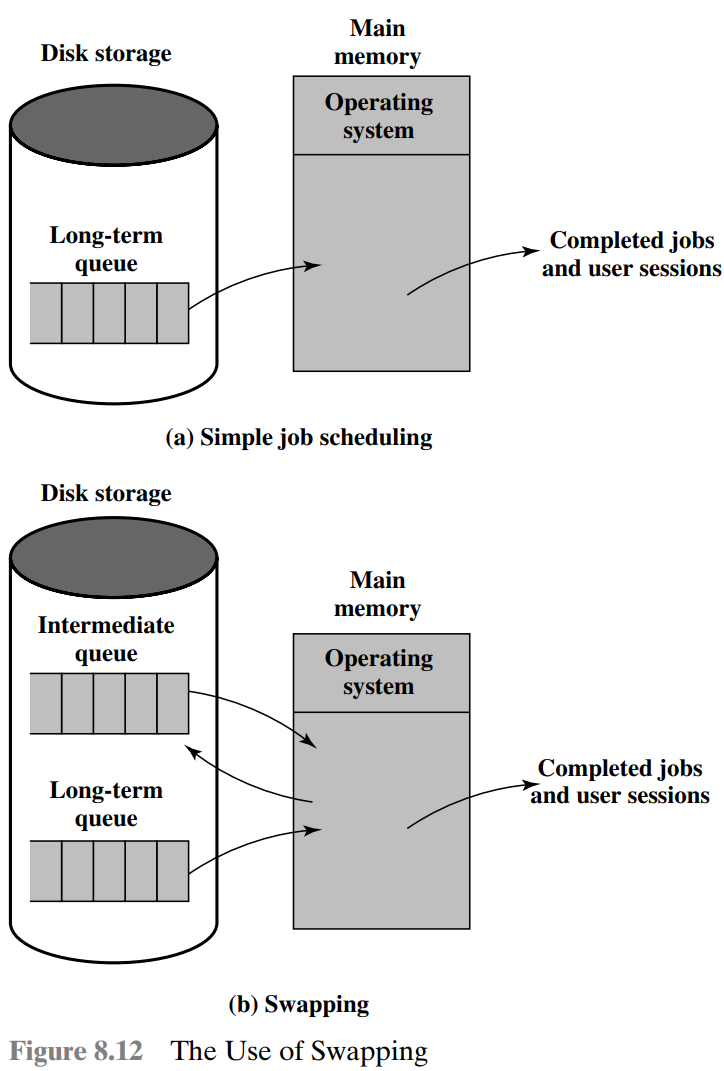 Disk storage
Main
memory
Operating
system
Long-term
queue
Completed jobs
and user sessions
(a) Simple job scheduling
Disk storage
Main
memory
Intermediate
queue
Operating
system
Long-term
queue
Completed jobs
and user sessions
(b) Swapping
Figure 8.12 The Use of Swapping